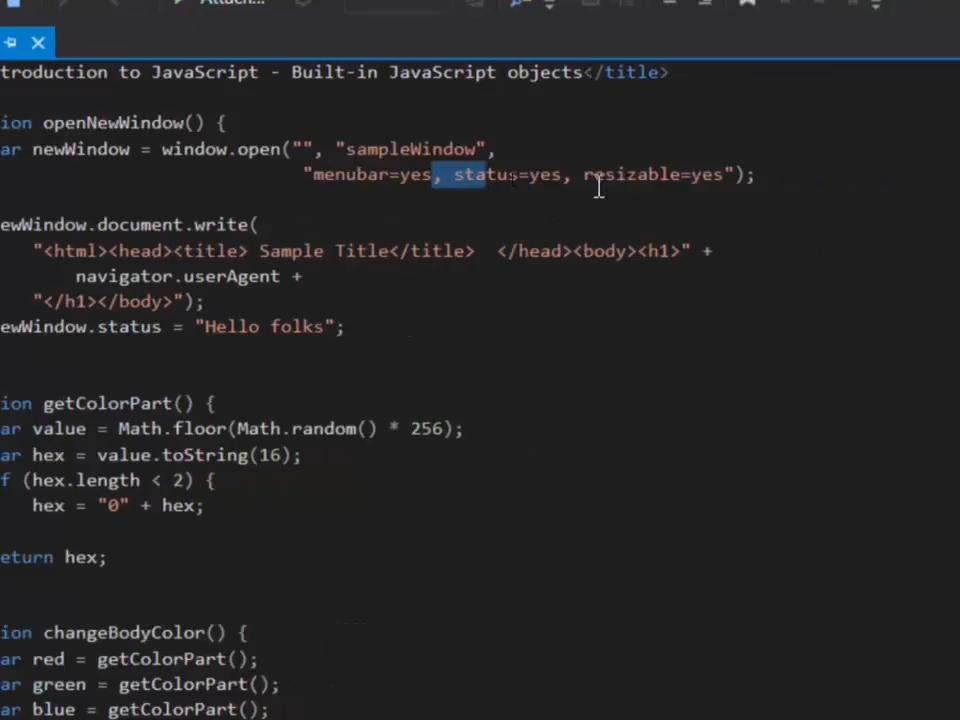 Attach...
troduction to JavaScript - Built-in JavaScript objects</title>
ion openNewWindow() {
ar newWindow = window.open("", "sampleWindow",
"menubar=yes, status=yes, resizable=yes");
ewWindow.document.write(
"<html><head><title> Sample Title</title>  </head><body><h1>" +
navigator.userAgent +
"</h1></body>");
ewWindow.status = "Hello folks";
ion getColorPart() {
ar value = Math.floor(Math.random() * 256);
ar hex = value.toString(16);
f (hex.length < 2) {
hex = "0" + hex;
eturn hex;
ion changeBodyColor() {
ar red = getColorPart();
ar green = getColorPart();
ar blue = getColorPart();